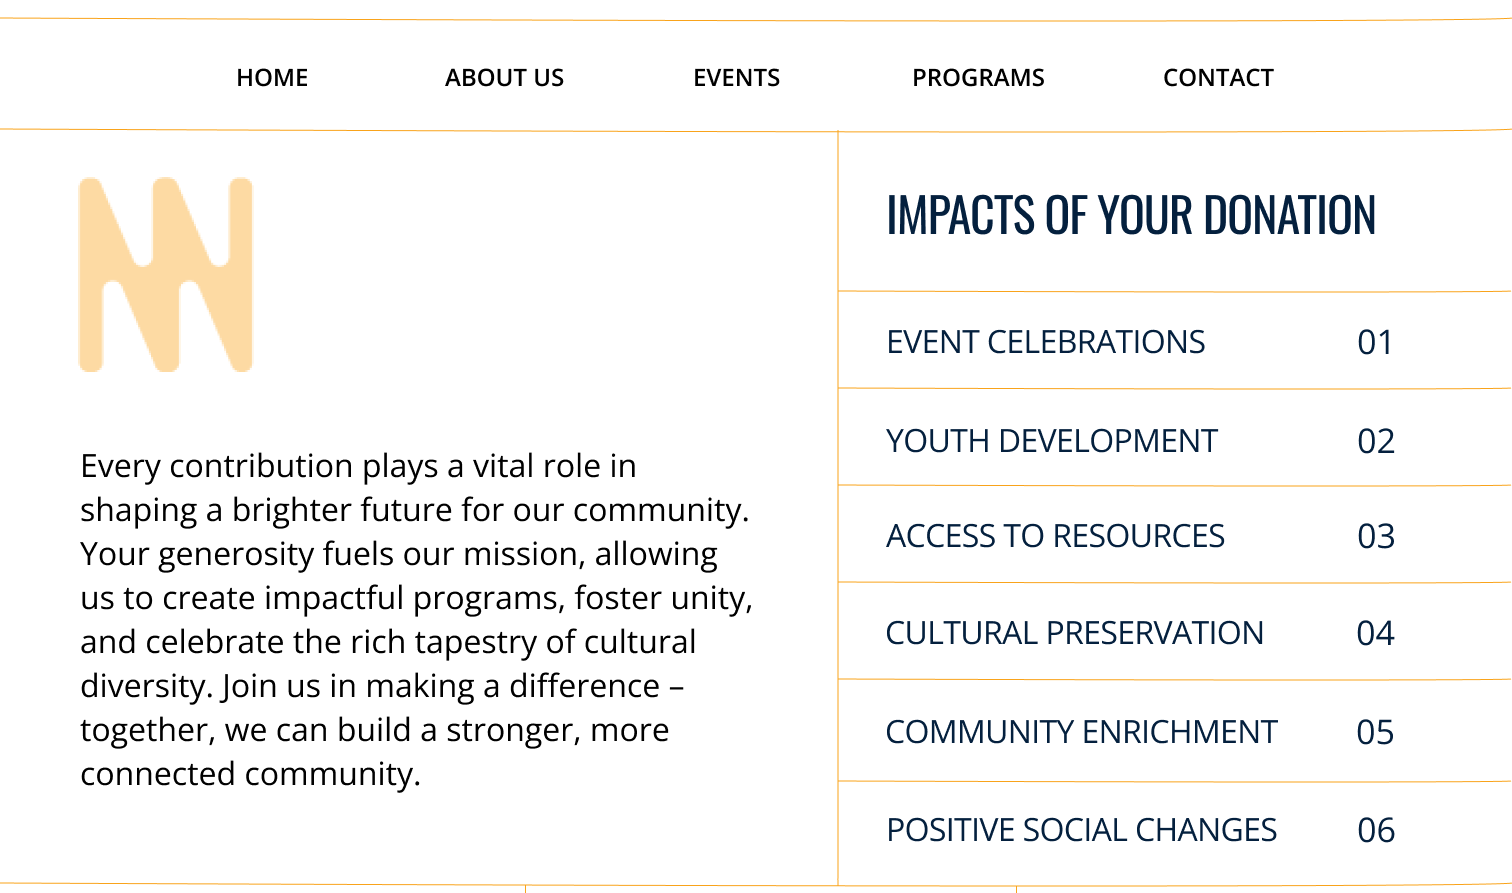 HOME ABOUT US EVENTS PROGRAMS CONTACT
Every contribution plays a vital role in
shaping a brighter future for our community.
Your generosity fuels our mission, allowing
us to create impactful programs, foster unity,
and celebrate the rich tapestry of cultural
diversity. Join us in making a difference –
together, we can build a stronger, more
connected community.
IMPACTS OF YOUR DONATION
EVENT CELEBRATIONS 01
YOUTH DEVELOPMENT 02
ACCESS TO RESOURCES 03
CULTURAL PRESERVATION 04
COMMUNITY ENRICHMENT 05
POSITIVE SOCIAL CHANGES 06